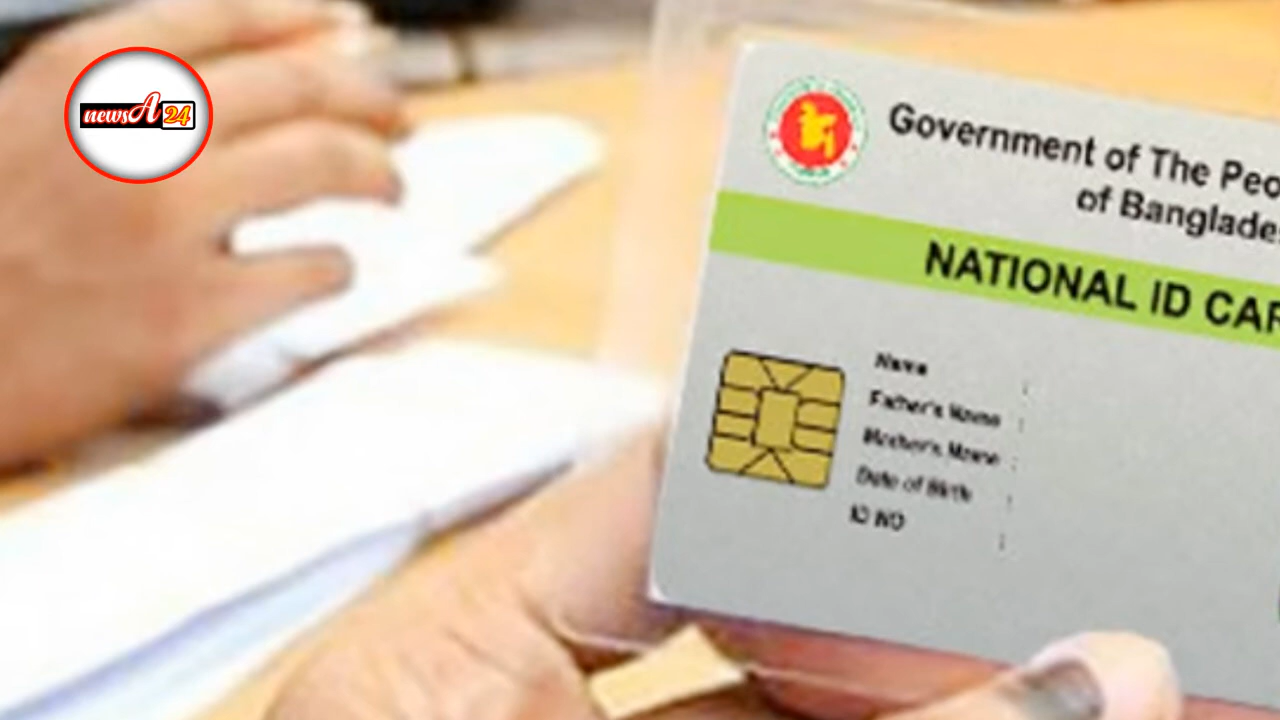 newsA24
Government of The Peo
of Banglade
NATIONAL ID CAR
Name :
Father's Name :
Mother's Name :
Date of Birth :
ID NO :